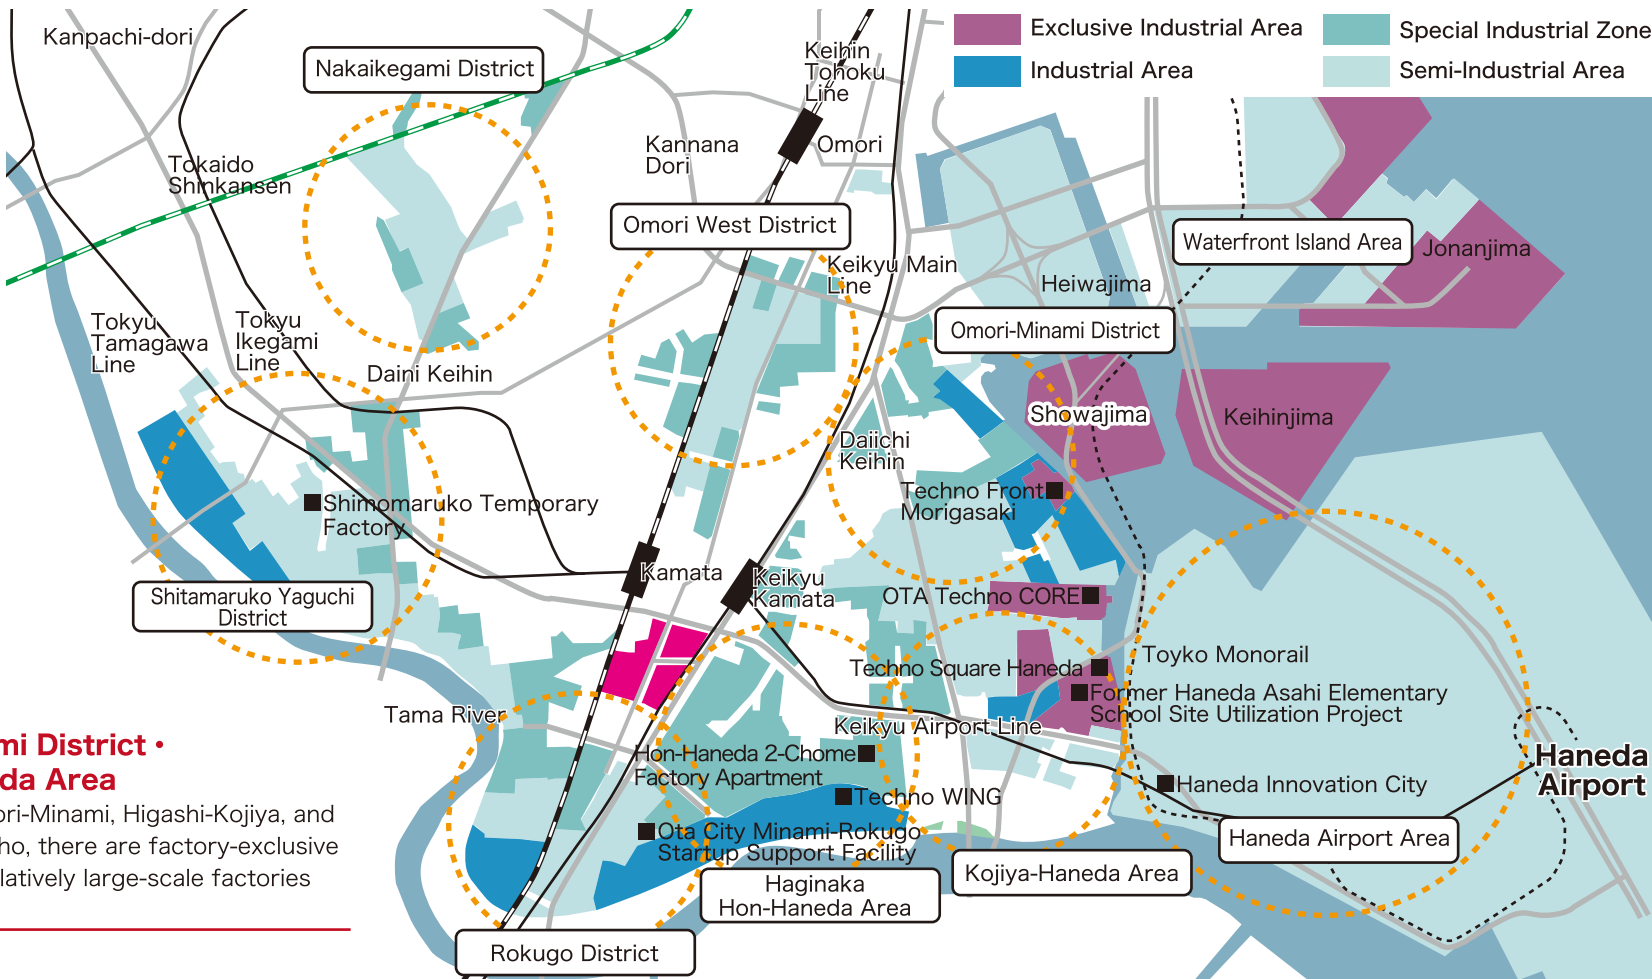 Kanpachi-dori
Nakaikegami District
Keihin
Tohoku
Line
Exclusive Industrial Area
Special Industrial Zone
Industrial Area
Semi-Industrial Area
Kannana
Dori
Omori
Tokaido
Shinkansen
Omori West District
Waterfront Island Area
Jonanjima
Keikyu Main
Line
Heiwajima
Tokyu
Tamagawa
Line
Tokyu
Ikegami
Line
Omori-Minami District
Daini Keihin
Showajima
Keihinjima
Daiichi
Keihin
Techno Front
Morigasaki
Shimomaruko Temporary
Factory
Kamata
Keikyu
Kamata
OTA Techno CORE
Shitamaruko Yaguchi
District
Techno Square Haneda
Toyko Monorail
Former Haneda Asahi Elementary
School Site Utilization Project
Tama River
Keikyu Airport Line
Hon-Haneda 2-Chome
Factory Apartment
Haneda
Airport
Haneda Innovation City
Techno WING
Ota City Minami-Rokugo
Startup Support Facility
Haneda Airport Area
Kojiya-Haneda Area
Haginaka
Hon-Haneda Area
Rokugo District
mi District •
da Area
ori-Minami, Higashi-Kojiya, and
ho, there are factory-exclusive
latively large-scale factories